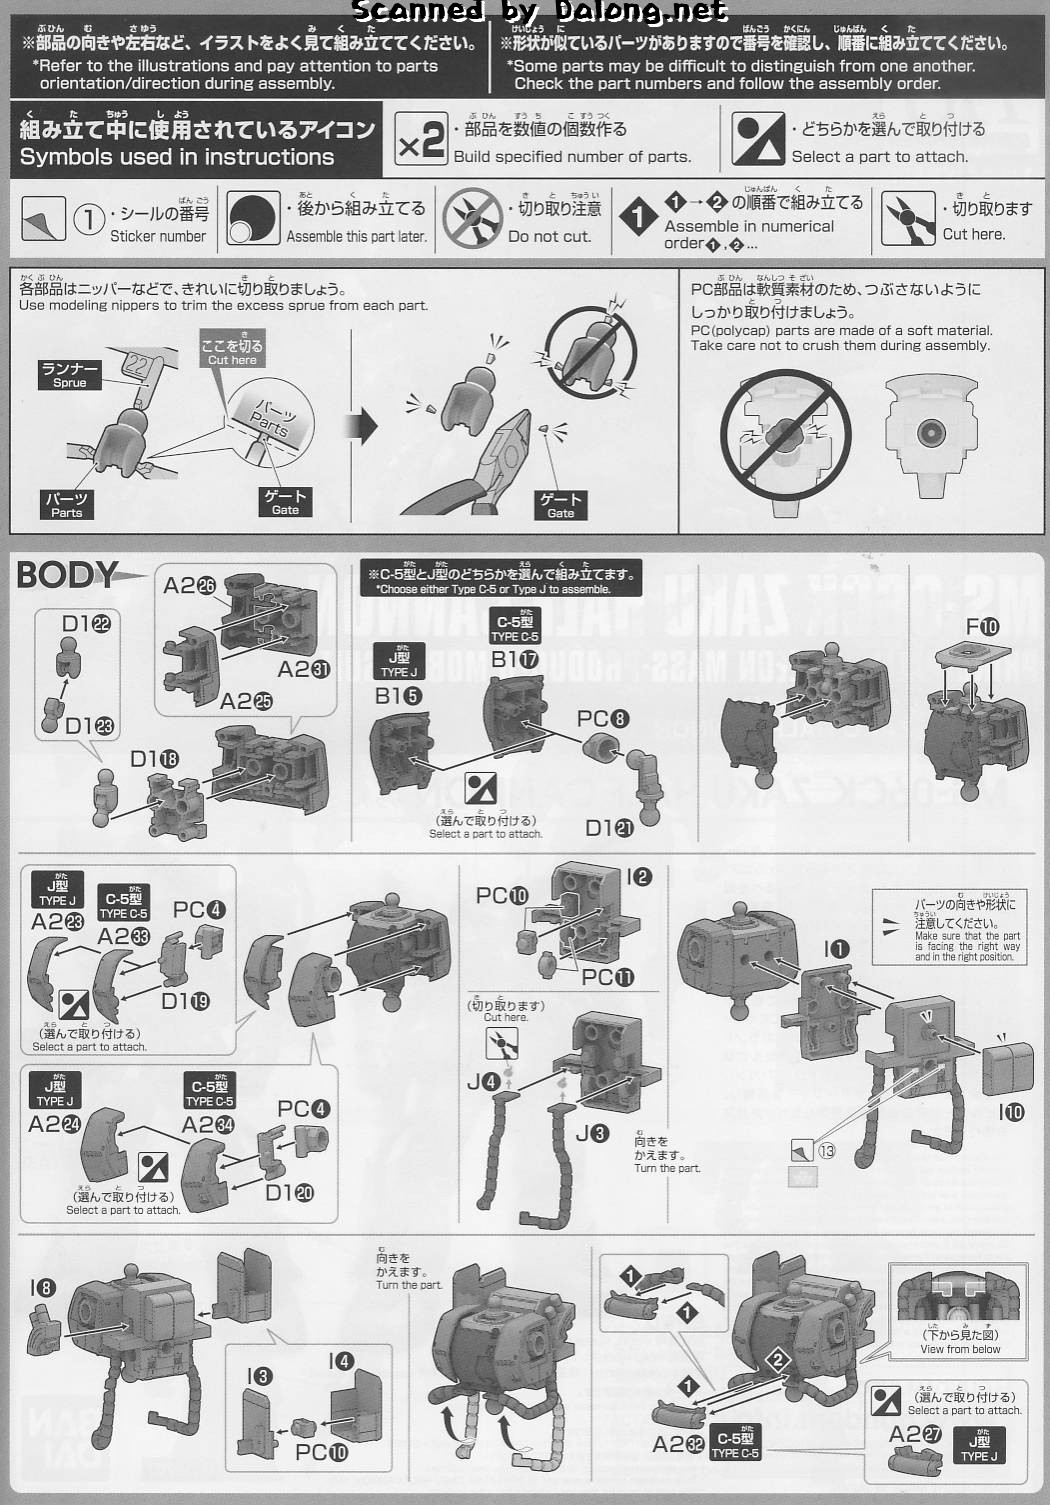 Scanned by Dalong.net
※部品の向きや左右など、イラストをよく見て組み立ててください。
*Refer to the illustrations and pay attention to parts
orientation/direction during assembly.
※形状が似ているパーツがありますので番号を確認し、順番に組み立ててください。
*Some parts may be difficult to distinguish from one another.
Check the part numbers and follow the assembly order.
組み立て中に使用されているアイコン
Symbols used in instructions
×2
・部品を数値の個数作る
Build specified number of parts.
・どちらかを選んで取り付ける
Select a part to attach.
①
・シールの番号
Sticker number
・後から組み立てる
Assemble this part later.
・切り取り注意
Do not cut.
1
1→2の順番で組み立てる
Assemble in numerical
order1,2...
・切り取ります
Cut here.
各部品はニッパーなどで、きれいに切り取りましょう。
Use modeling nippers to trim the excess sprue from each part.
ランナー
Sprue
22
ここを切る
Cut here
パーツ
Parts
パーツ
Parts
ゲート
Gate
ゲート
Gate
PC部品は軟質素材のため、つぶさないように
しっかり取り付けましょう。
PC(polycap) parts are made of a soft material.
Take care not to crush them during assembly.
BODY
D1㉒
D1㉓
A2㉖
A2㉛
A2㉕
D1⑱
※C-5型とJ型のどちらかを選んで組み立てます。
*Choose either Type C-5 or Type J to assemble.
J型
TYPE J
B1⑤
C-5型
TYPE C-5
B1⑰
PC⑧
(選んで取り付ける)
Select a part to attach.
D1㉑
F⑩
J型
TYPE J
A2㉓
C-5型
TYPE C-5
A2㉝
PC④
D1⑲
(選んで取り付ける)
Select a part to attach.
J型
TYPE J
A2㉔
C-5型
TYPE C-5
A2㉞
PC④
D1⑳
(選んで取り付ける)
Select a part to attach.
I②
PC⑩
PC⑪
(切り取ります)
Cut here.
J④
J③
向きを
かえます。
Turn the part.
パーツの向きや形状に
注意してください。
Make sure that the part
is facing the right way
and in the right position.
I①
I⑩
⑬
I⑧
I③
I④
PC⑩
向きを
かえます。
Turn the part.
1
1
2
1
A2㉜
C-5型
TYPE C-5
(下から見た図)
View from below
(選んで取り付ける)
Select a part to attach.
A2㉗
J型
TYPE J